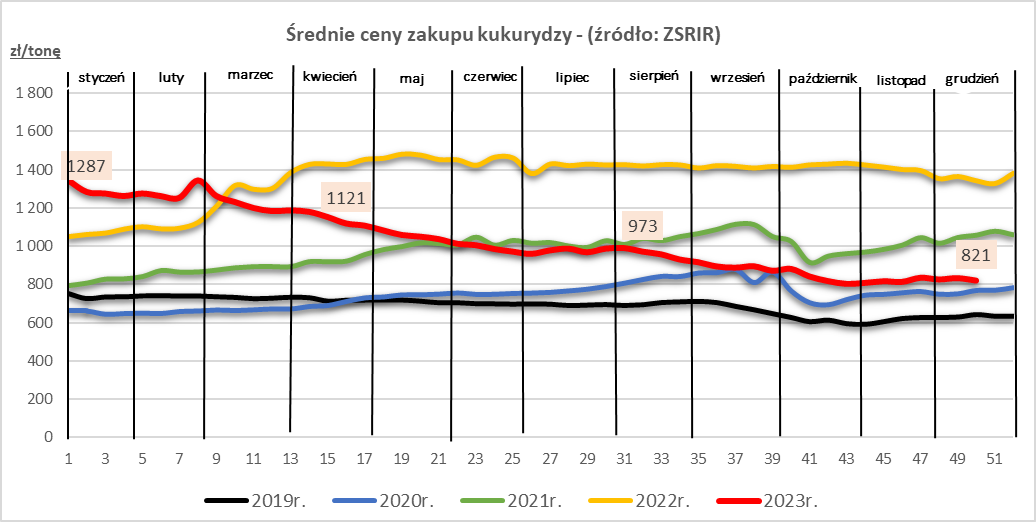 Średnie ceny zakupu kukurydzy - (źródło: ZSRIR)
zł/tonę
styczeń luty marzec kwiecień maj czerwiec lipiec sierpień wrzesień październik listopad grudzień
1 800
1 600
1 400
1 200
1 000
800
600
400
200
0
1287
1121
973
821
1 3 5 7 9 11 13 15 17 19 21 23 25 27 29 31 33 35 37 39 41 43 45 47 49 51
2019r. 2020r. 2021r. 2022r. 2023r.